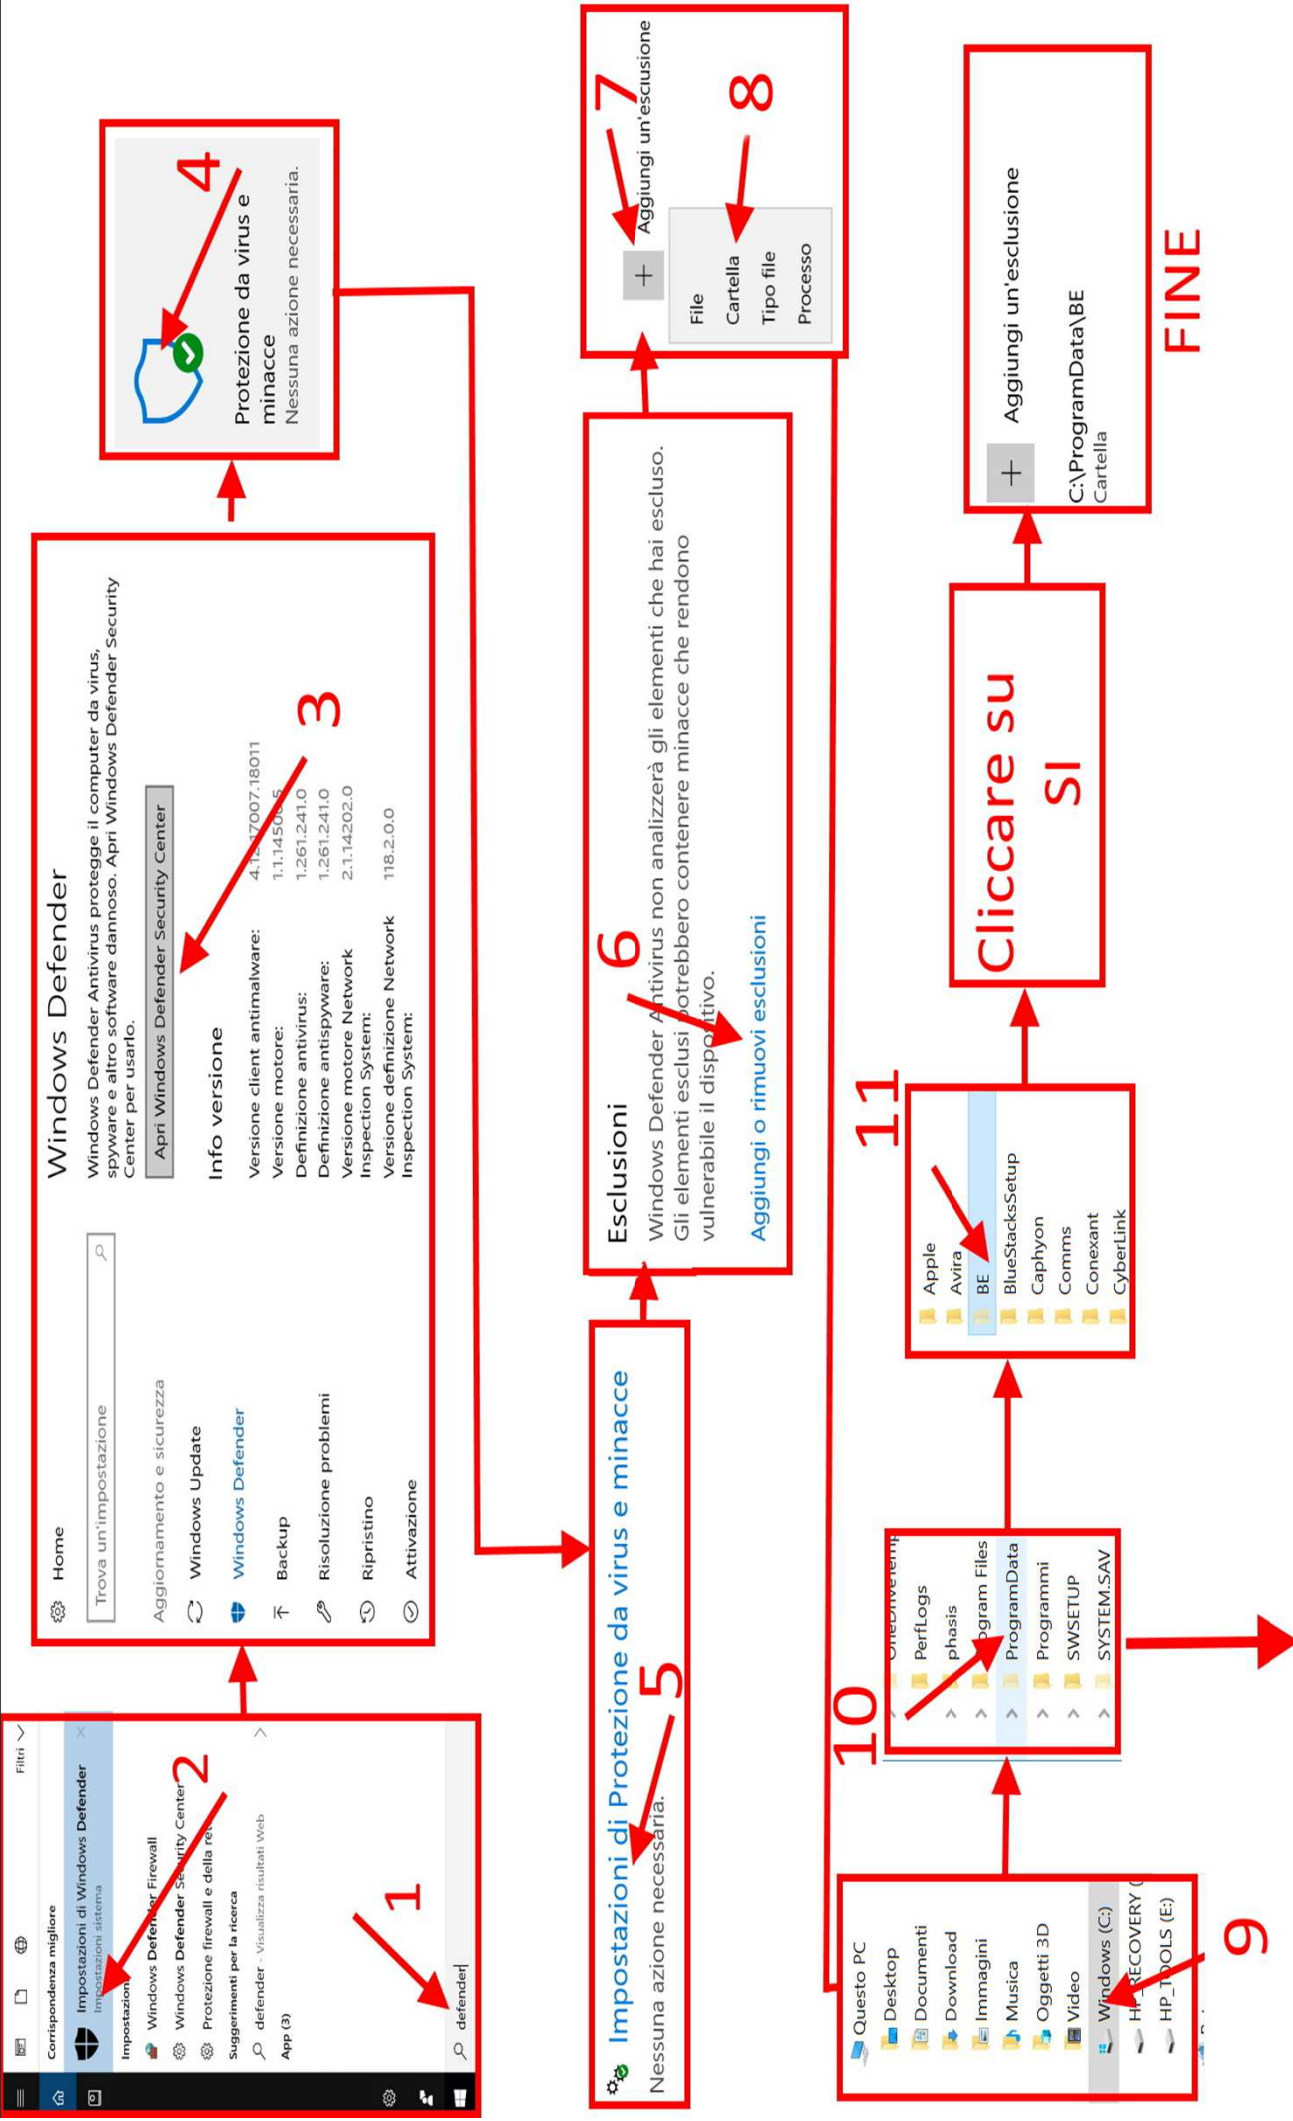 Filtri
Corrispondenza migliore
Impostazioni di Windows Defender
Impostazioni sistema
Impostazioni
Windows Defender Firewall
Windows Defender Security Center
Protezione firewall e della rete
Suggerimenti per la ricerca
defender - Visualizza risultati Web
App (3)
defender
1
2
Home
Trova un'impostazione
Aggiornamento e sicurezza
Windows Update
Windows Defender
Backup
Risoluzione problemi
Ripristino
Attivazione
Windows Defender
Windows Defender Antivirus protegge il computer da virus,
spyware e altro software dannoso. Apri Windows Defender Security
Center per usarlo.
Apri Windows Defender Security Center
3
Info versione
Versione client antimalware:
Versione motore:
Definizione antivirus: 1.261.241.0
Definizione antispyware: 1.261.241.0
Versione motore Network 2.1.14202.0
Inspection System:
Versione definizione Network 118.2.0.0
Inspection System:
4
Protezione da virus e
minacce
Nessuna azione necessaria.
Impostazioni di Protezione da virus e minacce
Nessuna azione necessaria.
5
Esclusioni
6
Windows Defender Antivirus non analizzerà gli elementi che hai escluso.
Gli elementi esclusi potrebbero contenere minacce che rendono
vulnerabile il dispositivo.
Aggiungi o rimuovi esclusioni
7
+ Aggiungi un'esclusione
File
Cartella
Tipo file
Processo
8
Questo PC
Desktop
Documenti
Download
Immagini
Musica
Oggetti 3D
Video
Windows (C:)
HP_RECOVERY (
HP_TOOLS (E:)
9
10
OneDriveTemp
PerfLogs
phasis
Program Files
ProgramData
Programmi
SWSETUP
SYSTEM.SAV
11
Apple
Avira
BE
BlueStacksSetup
Caphyon
Comms
Conexant
CyberLink
Cliccare su
SI
+ Aggiungi un'esclusione
C:\ProgramData\BE
Cartella
FINE